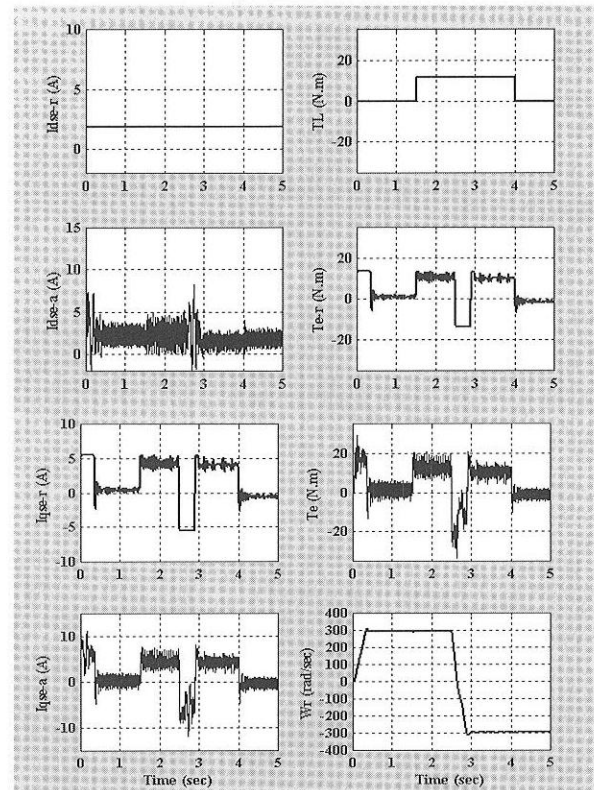 Idse-r (A)
10
5
0
0 1 2 3 4 5
TL (N.m)
20
0
-20
0 1 2 3 4 5
Idse-a (A)
15
10
5
0
0 1 2 3 4 5
Te-r (N.m)
20
0
-20
0 1 2 3 4 5
Iqse-r (A)
10
5
0
-5
-10
0 1 2 3 4 5
Te (N.m)
20
0
-20
0 1 2 3 4 5
Iqse-a (A)
10
0
-10
0 1 2 3 4 5
Time (sec)
Wr (rad/sec)
400
300
200
100
0
-100
-200
-300
-400
0 1 2 3 4 5
Time (sec)